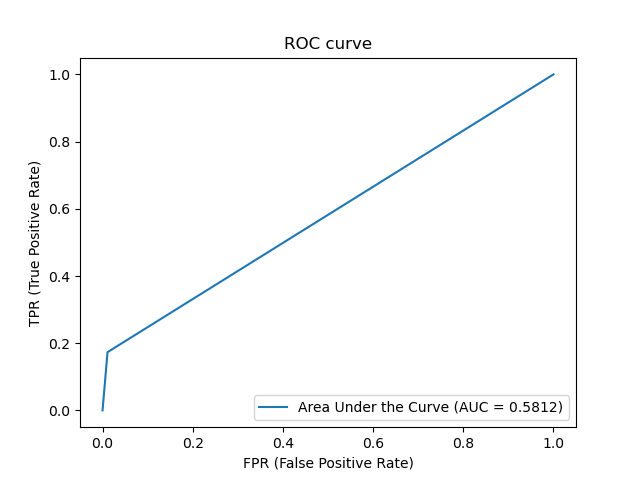 ROC curve
TPR (True Positive Rate)
1.0
0.8
0.6
0.4
0.2
0.0
Area Under the Curve (AUC = 0.5812)
0.0 0.2 0.4 0.6 0.8 1.0
FPR (False Positive Rate)